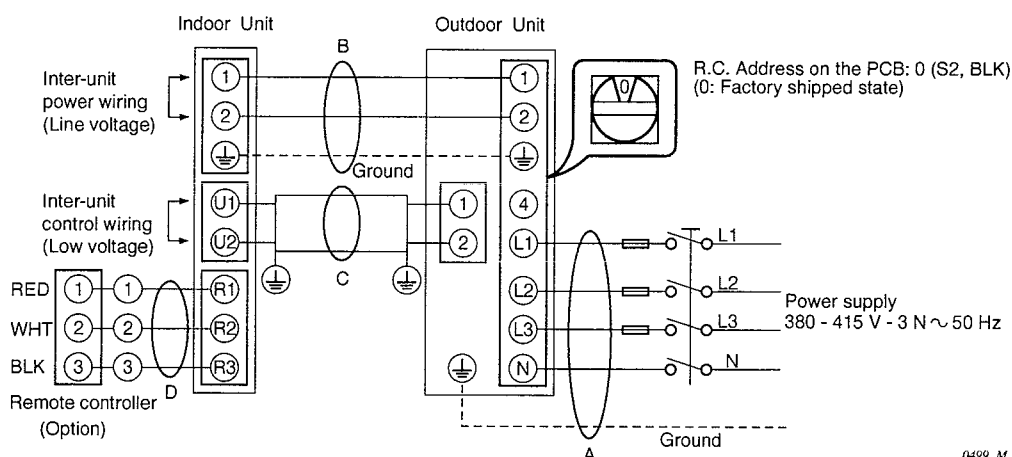 Indoor Unit
Outdoor Unit
B
Inter-unit
power wiring
(Line voltage)
1
2
Ground
1
2
4
L1
L2
L3
N
0
R.C. Address on the PCB: 0 (S2, BLK)
(0: Factory shipped state)
Inter-unit
control wiring
(Low voltage)
U1
U2
C
1
2
RED 1 1 R1
WHT 2 2 R2
BLK 3 3 R3
D
Remote controller
(Option)
L1
L2
L3
N
Power supply
380 - 415 V - 3 N ~ 50 Hz
Ground
A
0499_M